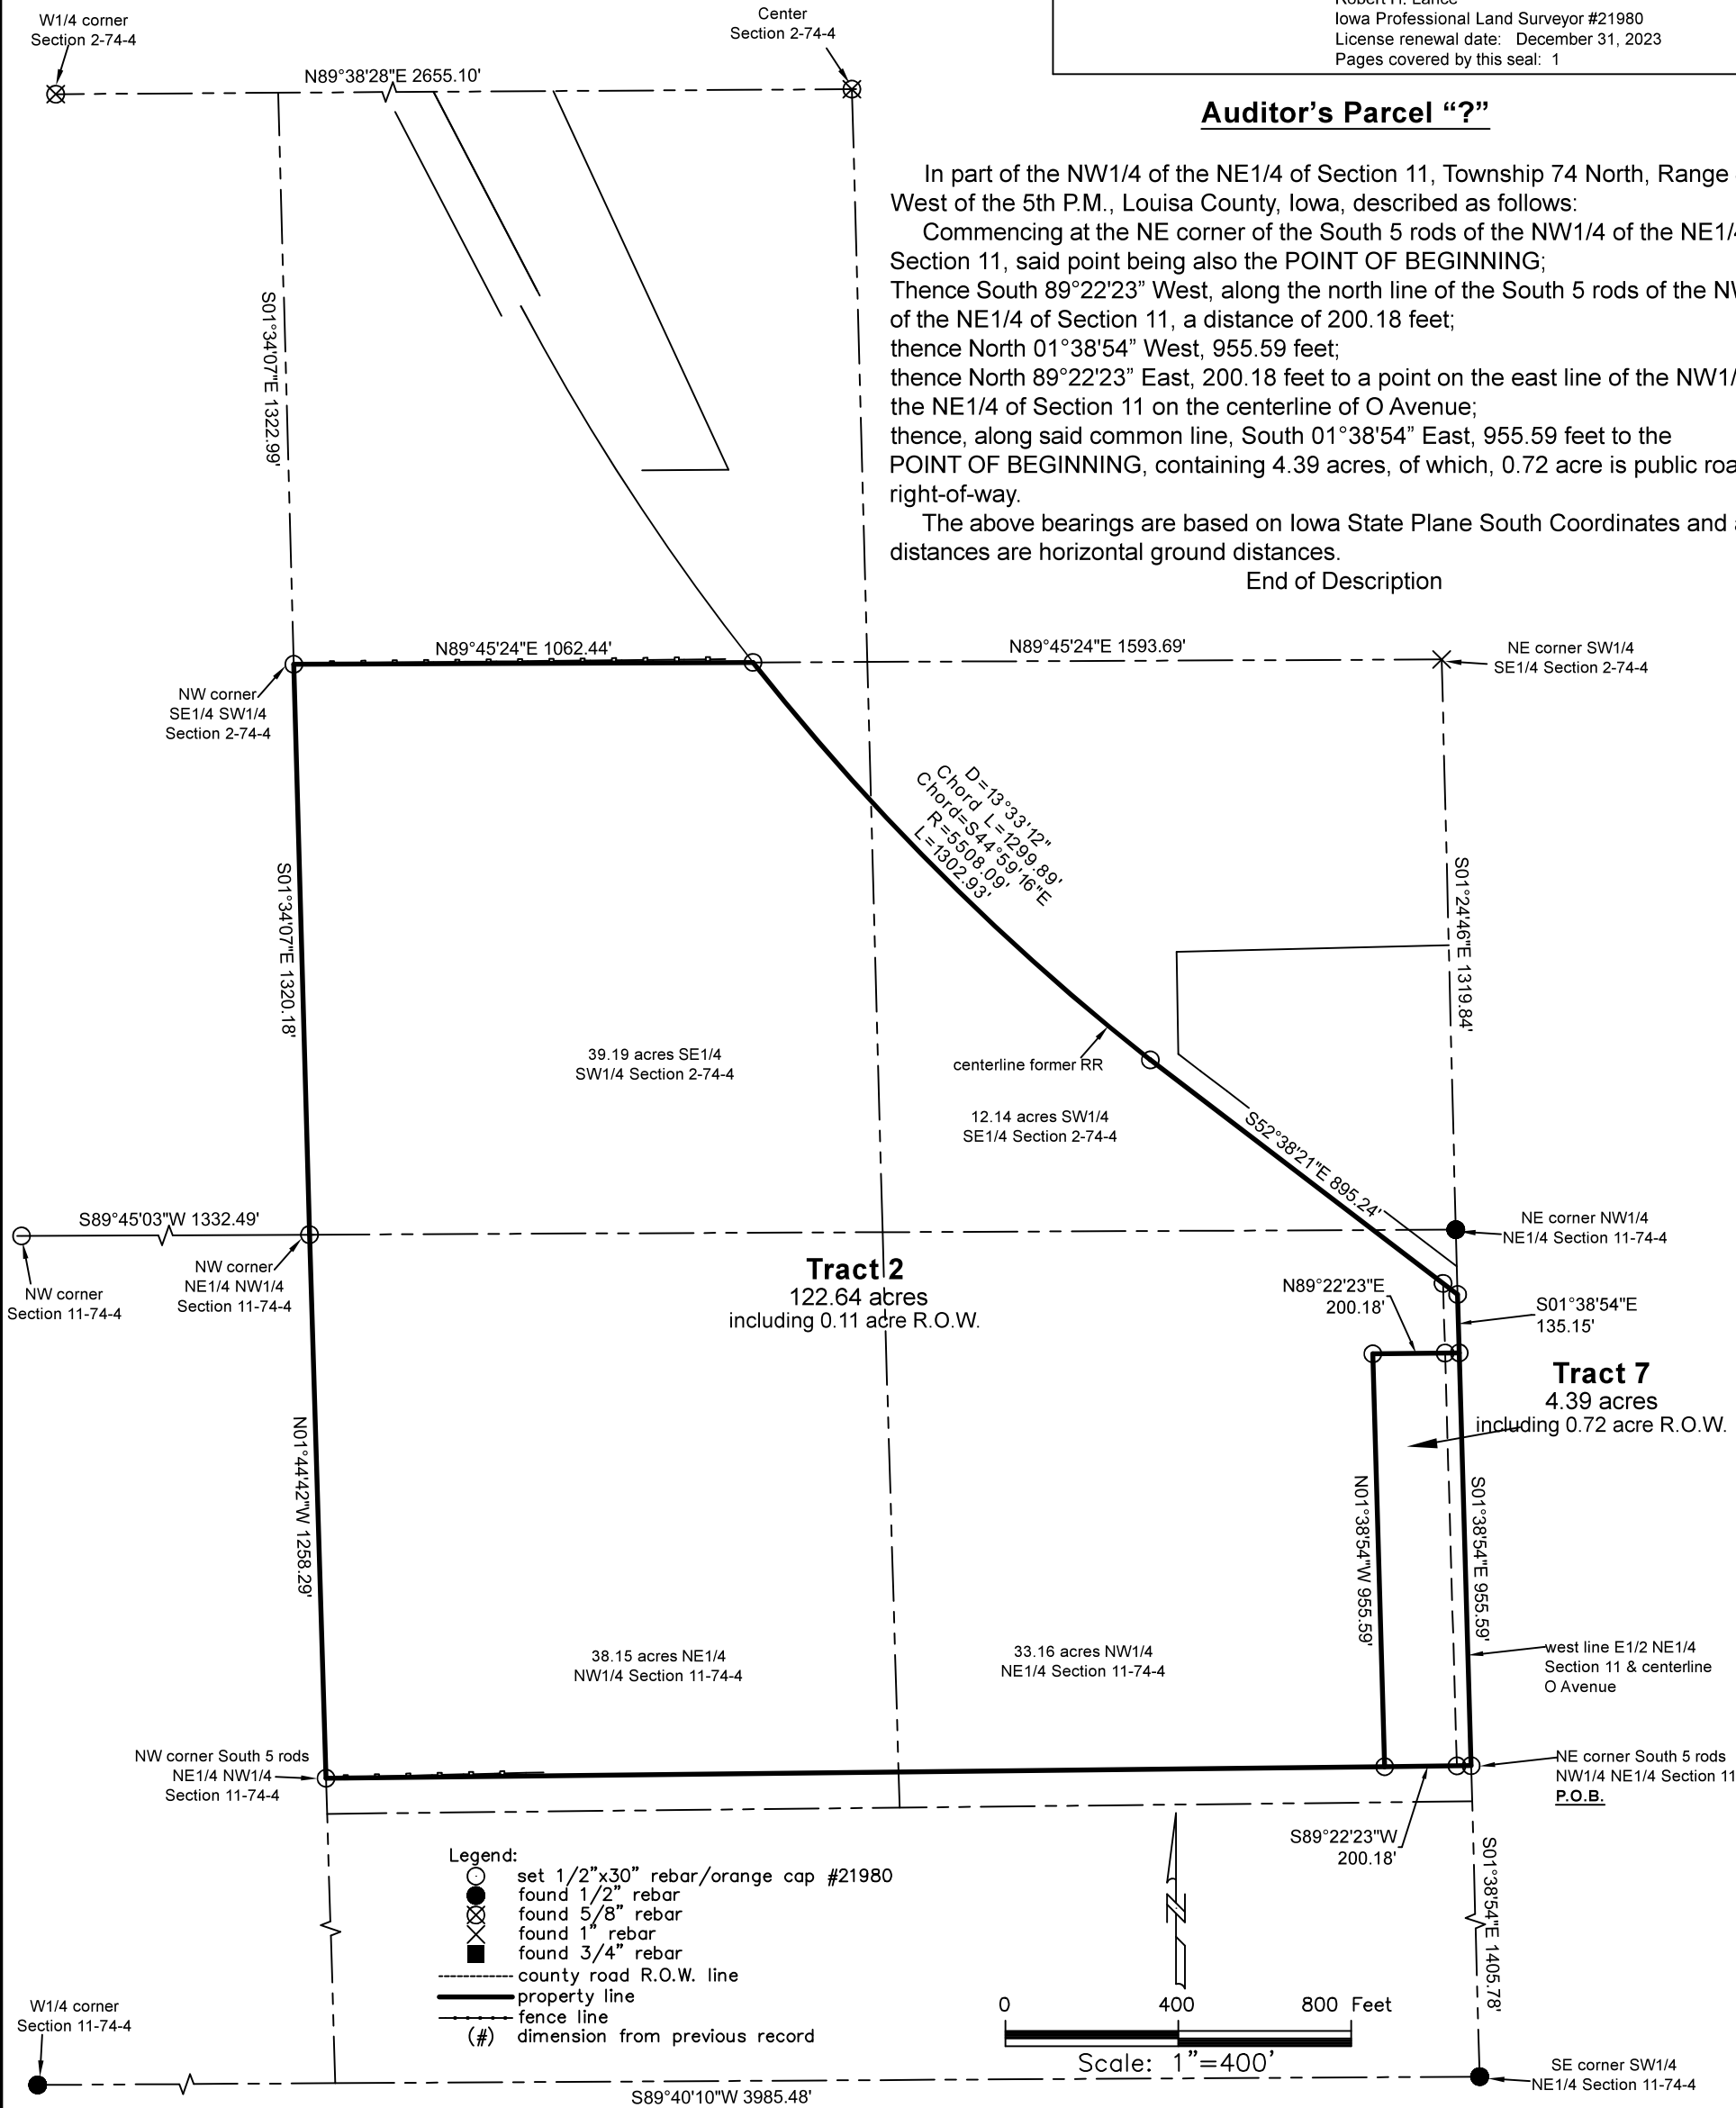 Iowa Professional Land Surveyor #21980
License renewal date: December 31, 2023
Pages covered by this seal: 1
W1/4 corner
Section 2-74-4
Center
Section 2-74-4
N89°38'28"E 2655.10'
Auditor's Parcel “?”
In part of the NW1/4 of the NE1/4 of Section 11, Township 74 North, Range
West of the 5th P.M., Louisa County, Iowa, described as follows:
Commencing at the NE corner of the South 5 rods of the NW1/4 of the
Section 11, said point being also the POINT OF BEGINNING;
Thence South 89°22'23” West, along the north line of the South 5 rods of the
of the NE1/4 of Section 11, a distance of 200.18 feet;
thence North 01°38'54” West, 955.59 feet;
thence North 89°22'23” East, 200.18 feet to a point on the east line of the
the NE1/4 of Section 11 on the centerline of O Avenue;
thence, along said common line, South 01°38'54” East, 955.59 feet to the
POINT OF BEGINNING, containing 4.39 acres, of which, 0.72 acre is public
right-of-way.
The above bearings are based on Iowa State Plane South Coordinates and
distances are horizontal ground distances.
End of Description
S01°34'07"E 1322.99'
N89°45'24"E 1062.44'
N89°45'24"E 1593.69'
NE corner SW1/4
SE1/4 Section 2-74-4
NW corner
SE1/4 SW1/4
Section 2-74-4
D=13°33'12"
Chord L=1299.89'
Chord=S44°59'16"E
R=5508.09'
L=1302.93'
S01°34'07"E 1320.18'
S01°24'46"E 1319.84'
39.19 acres SE1/4
SW1/4 Section 2-74-4
centerline former RR
12.14 acres SW1/4
SE1/4 Section 2-74-4
S52°38'21"E 895.24'
S89°45'03"W 1332.49'
NE corner NW1/4
NE1/4 Section 11-74-4
NW corner
Section 11-74-4
NW corner
NE1/4 NW1/4
Section 11-74-4
Tract 2
122.64 acres
including 0.11 acre R.O.W.
N89°22'23"E
200.18'
S01°38'54"E
135.15'
Tract 7
4.39 acres
including 0.72 acre R.O.W.
N01°44'42"W 1258.29'
N01°38'54"W 955.59'
S01°38'54"E 955.59'
38.15 acres NE1/4
NW1/4 Section 11-74-4
33.16 acres NW1/4
NE1/4 Section 11-74-4
west line E1/2 NE1/4
Section 11 & centerline
O Avenue
NW corner South 5 rods
NE1/4 NW1/4
Section 11-74-4
NE corner South 5 rods
NW1/4 NE1/4 Section 11
P.O.B.
S89°22'23"W
200.18'
S01°38'54"E 1405.78'
Legend:
set 1/2”x30” rebar/orange cap #21980
found 1/2” rebar
found 5/8” rebar
found 1” rebar
found 3/4” rebar
county road R.O.W. line
property line
fence line
(#) dimension from previous record
N
0 400 800 Feet
Scale: 1”=400'
W1/4 corner
Section 11-74-4
S89°40'10"W 3985.48'
SE corner SW1/4
NE1/4 Section 11-74-4